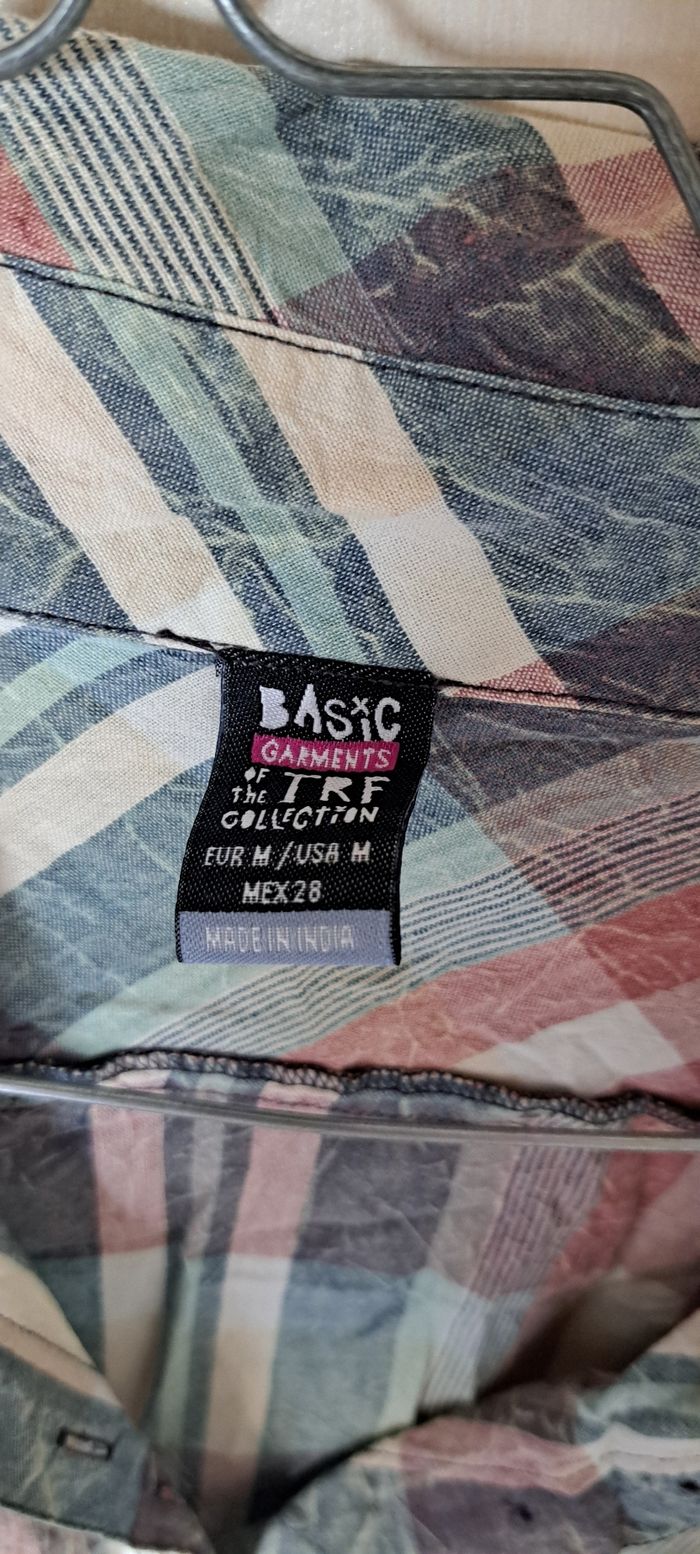 BASiC
GARMENTS
OF the TRF
COLLECTION
EUR M / USA M
MEX 28
MADE IN INDIA